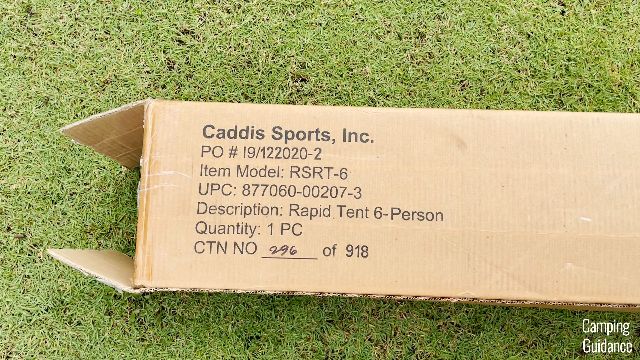 Caddis Sports, Inc.
PO # 19/122020-2
Item Model: RSRT-6
UPC: 877060-00207-3
Description: Rapid Tent 6-Person
Quantity: 1 PC
CTN NO 296 of 918
Camping
Guidance